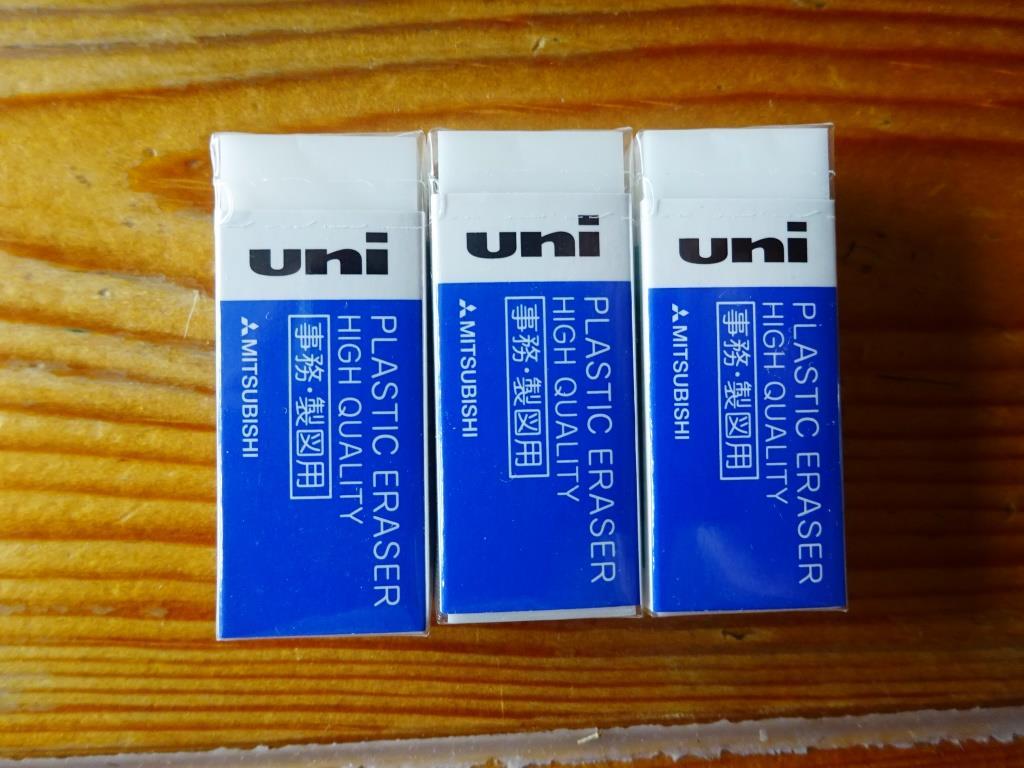 uni
PLASTIC ERASER
HIGH QUALITY
事務・製図用
MITSUBISHI
uni
PLASTIC ERASER
HIGH QUALITY
事務・製図用
MITSUBISHI
uni
PLASTIC ERASER
HIGH QUALITY
事務・製図用
MITSUBISHI